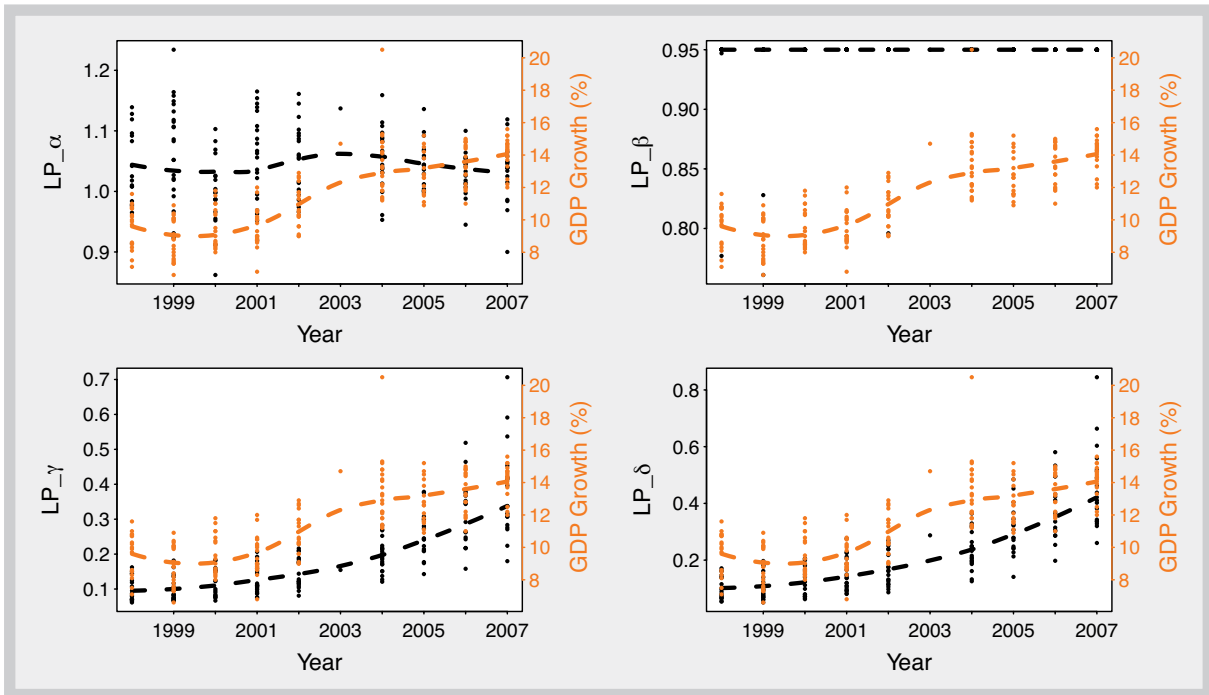 1.2
1.1
1.0
0.9
LP_α
20
18
16
14
12
10
8
GDP Growth (%)
1999 2001 2003 2005 2007
Year
0.95
0.90
0.85
0.80
LP_β
20
18
16
14
12
10
8
GDP Growth (%)
1999 2001 2003 2005 2007
Year
0.7
0.6
0.5
0.4
0.3
0.2
0.1
LP_γ
20
18
16
14
12
10
8
GDP Growth (%)
1999 2001 2003 2005 2007
Year
0.8
0.6
0.4
0.2
LP_δ
20
18
16
14
12
10
8
GDP Growth (%)
1999 2001 2003 2005 2007
Year